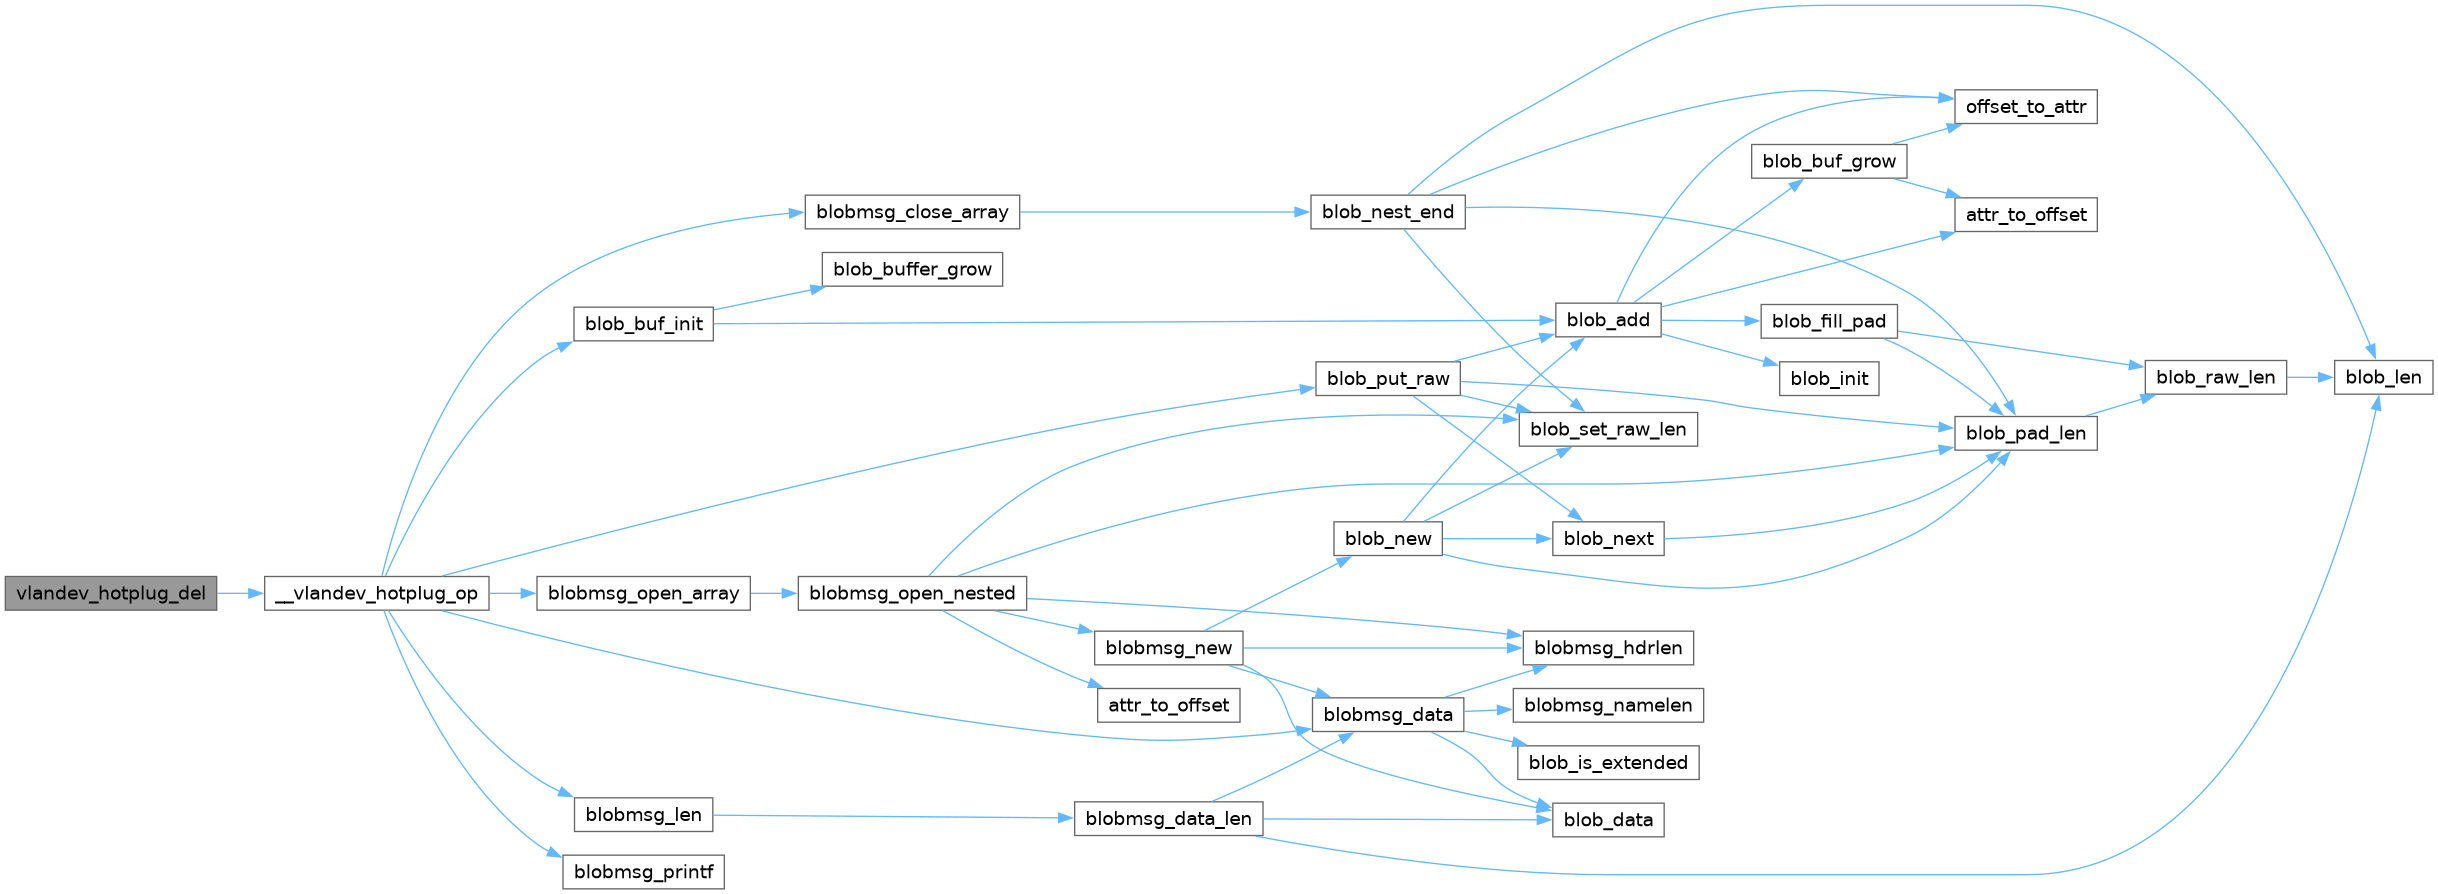 vlandev_hotplug_del
__vlandev_hotplug_op
blobmsg_close_array
blob_buffer_grow
blob_buf_init
blobmsg_open_array
blobmsg_len
blobmsg_printf
blobmsg_open_nested
blobmsg_new
attr_to_offset
blobmsg_data_len
blob_nest_end
blob_put_raw
blob_new
blobmsg_data
blob_add
blob_set_raw_len
blob_next
blobmsg_hdrlen
blobmsg_namelen
blob_is_extended
blob_data
blob_buf_grow
blob_fill_pad
blob_init
offset_to_attr
attr_to_offset
blob_pad_len
blob_raw_len
blob_len